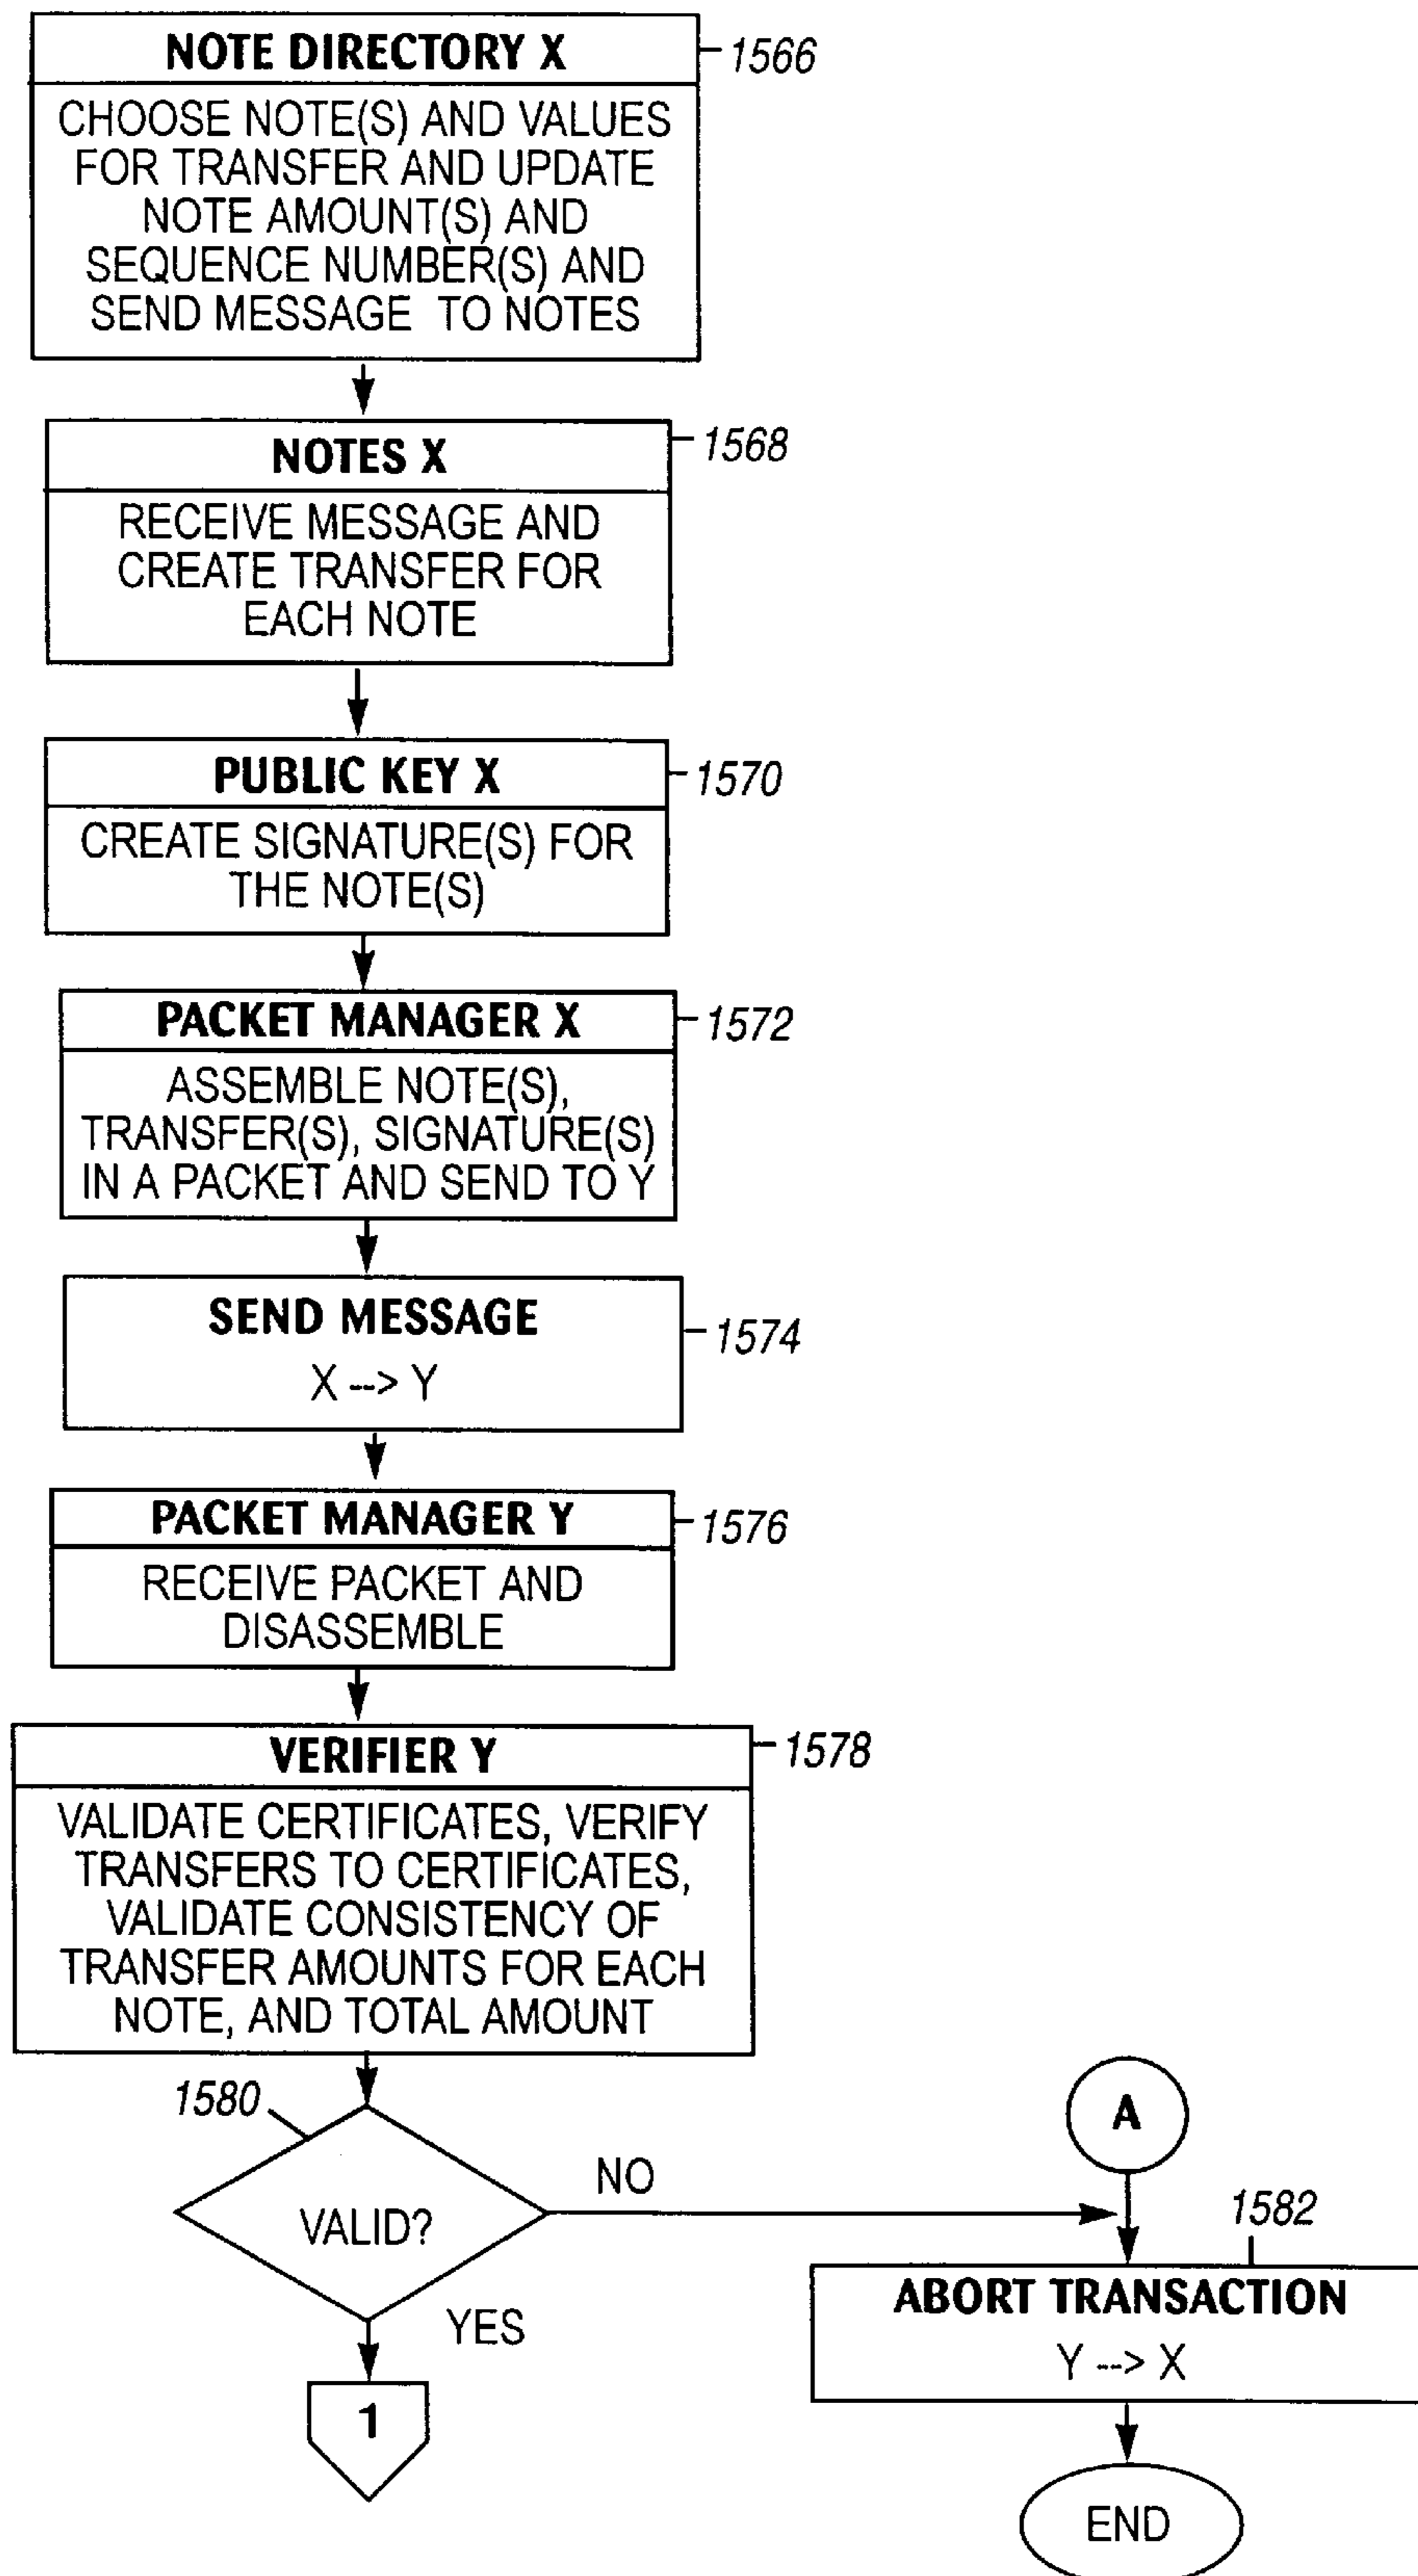 NOTE DIRECTORY X
1566
CHOOSE NOTE(S) AND VALUES
FOR TRANSFER AND UPDATE
NOTE AMOUNT(S) AND
SEQUENCE NUMBER(S) AND
SEND MESSAGE TO NOTES
NOTES X
1568
RECEIVE MESSAGE AND
CREATE TRANSFER FOR
EACH NOTE
PUBLIC KEY X
1570
CREATE SIGNATURE(S) FOR
THE NOTE(S)
PACKET MANAGER X
1572
ASSEMBLE NOTE(S),
TRANSFER(S), SIGNATURE(S)
IN A PACKET AND SEND TO Y
SEND MESSAGE
1574
X --> Y
PACKET MANAGER Y
1576
RECEIVE PACKET AND
DISASSEMBLE
VERIFIER Y
1578
VALIDATE CERTIFICATES, VERIFY
TRANSFERS TO CERTIFICATES,
VALIDATE CONSISTENCY OF
TRANSFER AMOUNTS FOR EACH
NOTE, AND TOTAL AMOUNT
1580
VALID?
NO
YES
1
A
1582
ABORT TRANSACTION
Y --> X
END